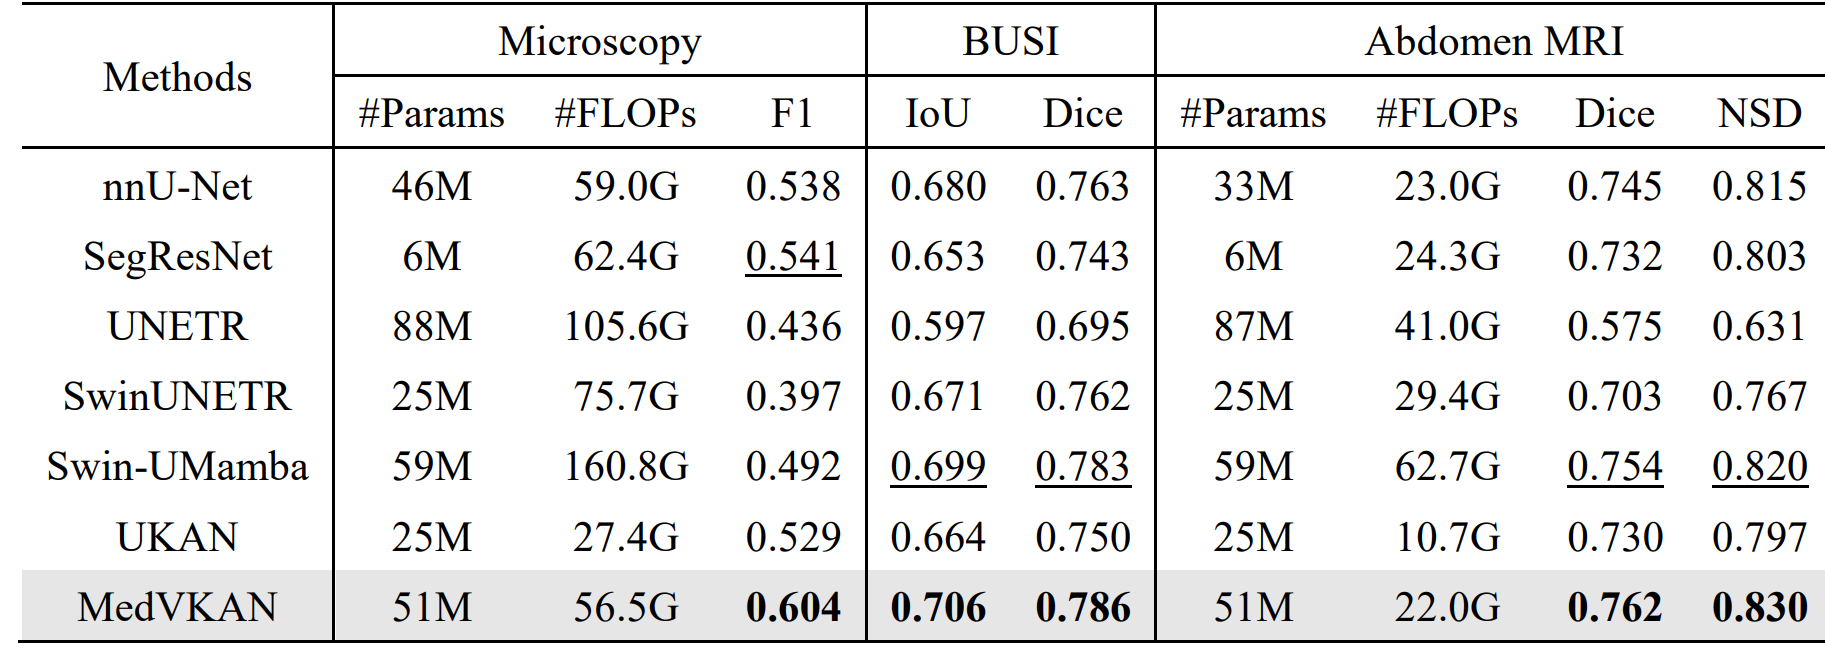 Methods Microscopy BUSI Abdomen MRI
#Params #FLOPs F1 IoU Dice #Params #FLOPs Dice NSD
nnU-Net 46M 59.0G 0.538 0.680 0.763 33M 23.0G 0.745 0.815
SegResNet 6M 62.4G 0.541 0.653 0.743 6M 24.3G 0.732 0.803
UNETR 88M 105.6G 0.436 0.597 0.695 87M 41.0G 0.575 0.631
SwinUNETR 25M 75.7G 0.397 0.671 0.762 25M 29.4G 0.703 0.767
Swin-UMamba 59M 160.8G 0.492 0.699 0.783 59M 62.7G 0.754 0.820
UKAN 25M 27.4G 0.529 0.664 0.750 25M 10.7G 0.730 0.797
MedVKAN 51M 56.5G 0.604 0.706 0.786 51M 22.0G 0.762 0.830